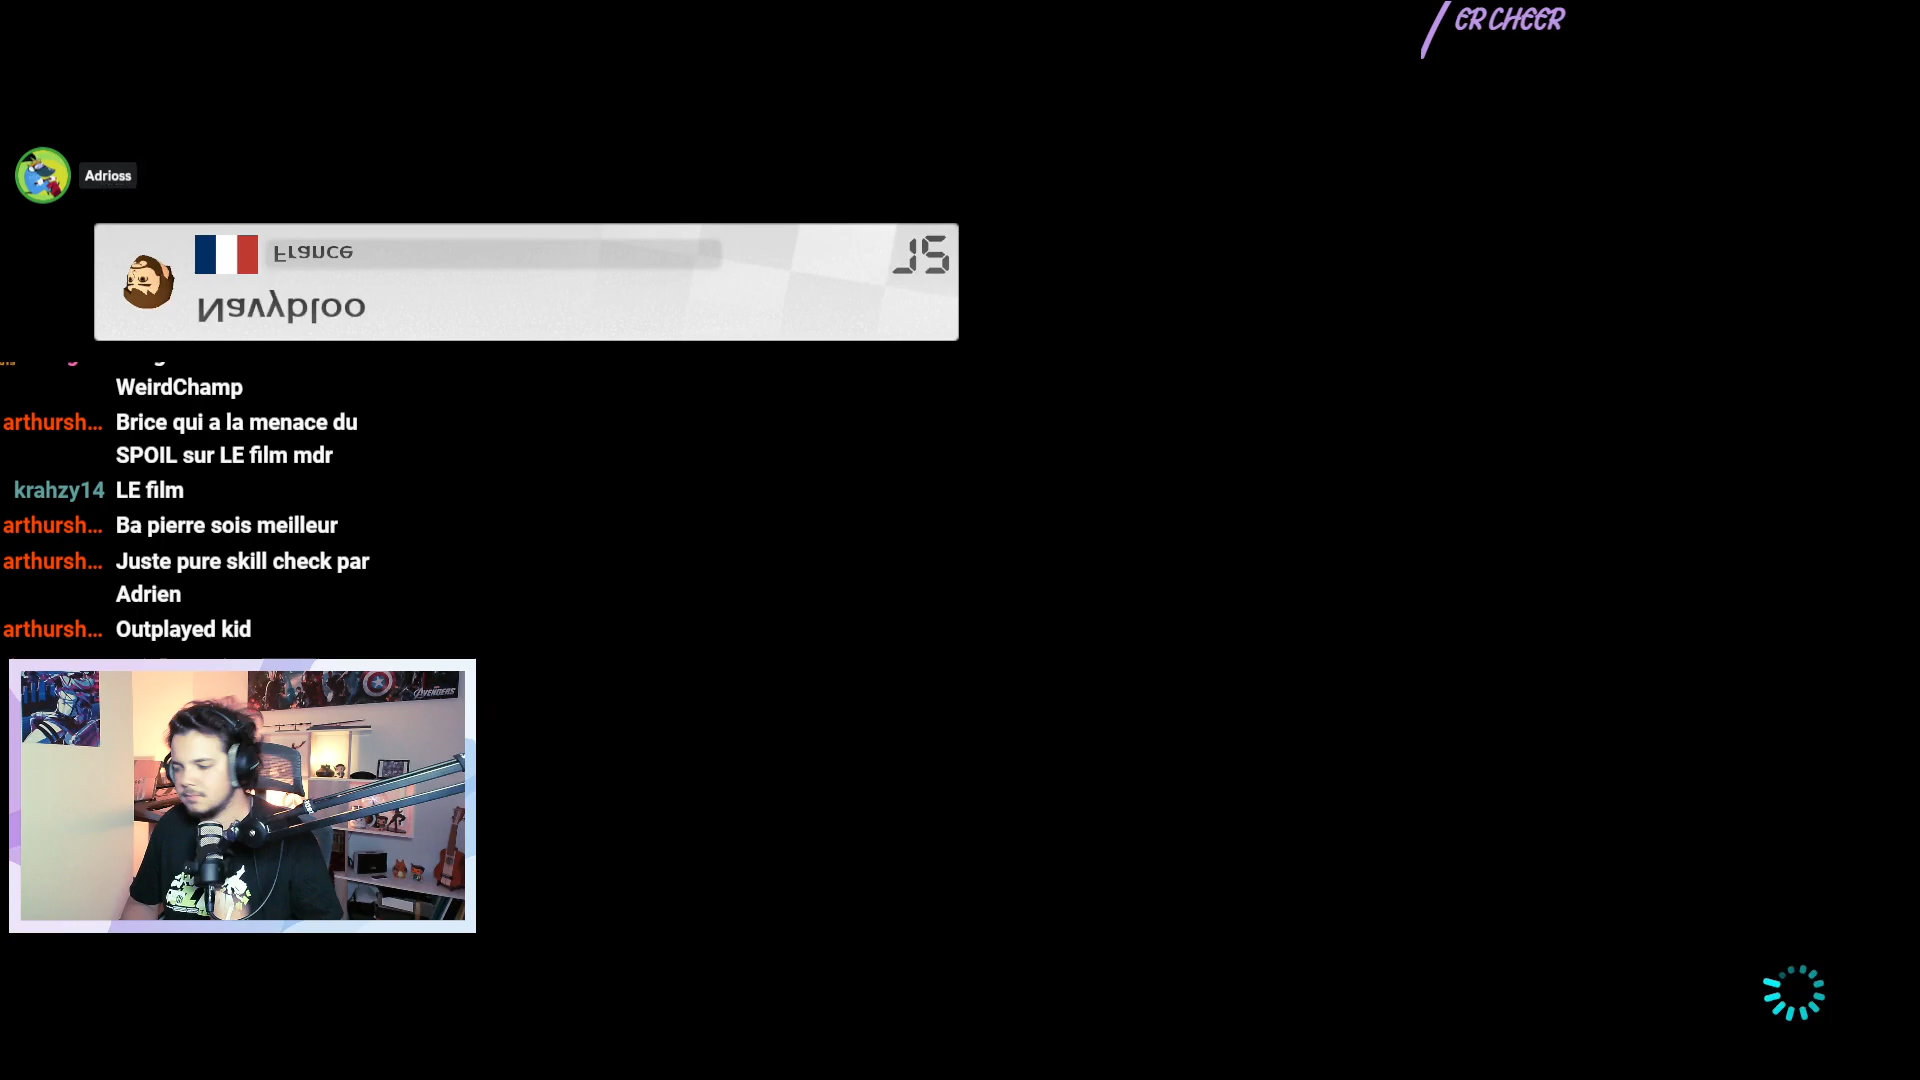 ER CHEER
Adrioss
France
Navybloo
WeirdChamp
arthursh... Brice qui a la menace du
SPOIL sur LE film mdr
krahzy14 LE film
arthursh... Ba pierre sois meilleur
arthursh... Juste pure skill check par
Adrien
arthursh... Outplayed kid
AVENGERS